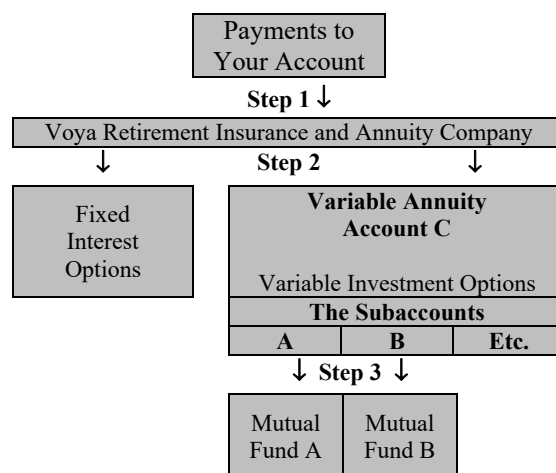 Payments to
Your Account
Step 1 ↓
Voya Retirement Insurance and Annuity Company
↓ Step 2 ↓
Fixed
Interest
Options
Variable Annuity
Account C
Variable Investment Options
The Subaccounts
A B Etc.
↓ Step 3 ↓
Mutual
Fund A
Mutual
Fund B